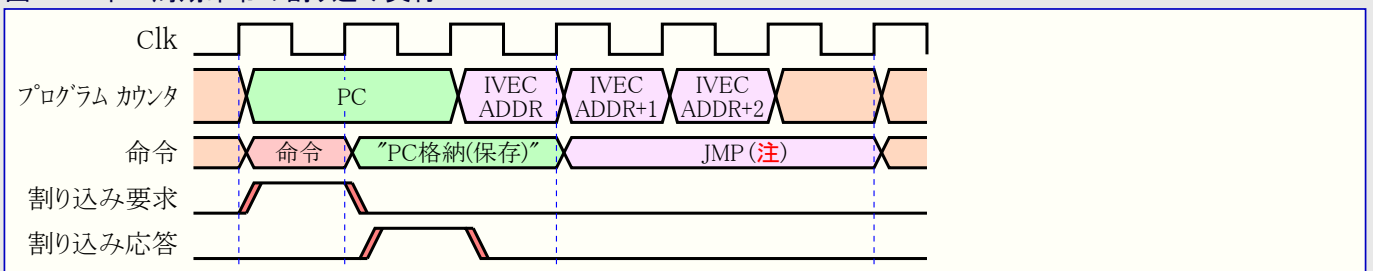 Clk
プログラム カウンタ
PC
IVEC
ADDR
IVEC
ADDR+1
IVEC
ADDR+2
命令
命令
"PC格納(保存)"
JMP (注)
割り込み要求
割り込み応答